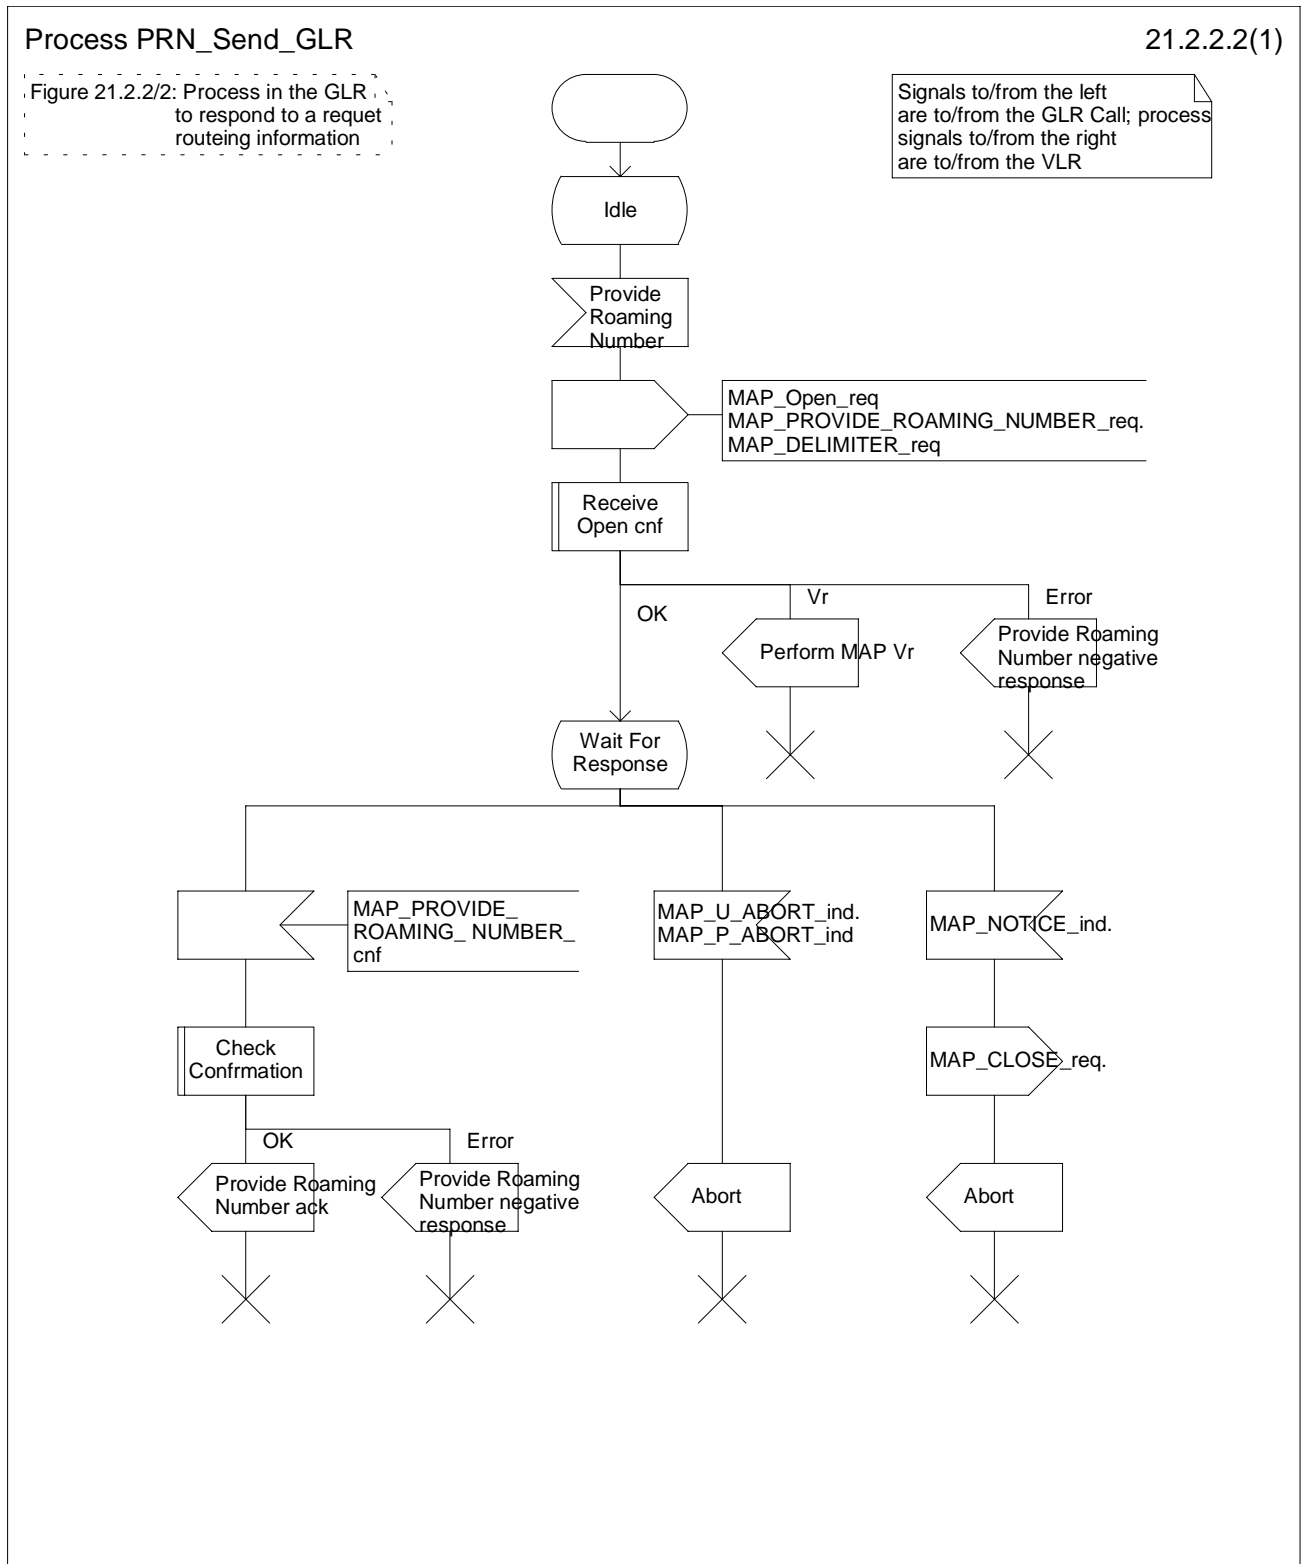 Process PRN_Send_GLR
21.2.2.2(1)
Figure 21.2.2/2: Process in the GLR
to respond to a requet
routeing information
Signals to/from the left
are to/from the GLR Call; process
signals to/from the right
are to/from the VLR
Idle
Provide
Roaming
Number
MAP_Open_req
MAP_PROVIDE_ROAMING_NUMBER_req.
MAP_DELIMITER_req
Receive
Open cnf
OK
Vr
Error
Perform MAP Vr
Provide Roaming
Number negative
response
Wait For
Response
MAP_PROVIDE_
ROAMING_ NUMBER_
cnf
MAP_U_ABORT_ind.
MAP_P_ABORT_ind
MAP_NOTICE_ind.
Check
Confrmation
MAP_CLOSE_req.
OK
Error
Provide Roaming
Number ack
Provide Roaming
Number negative
response
Abort
Abort